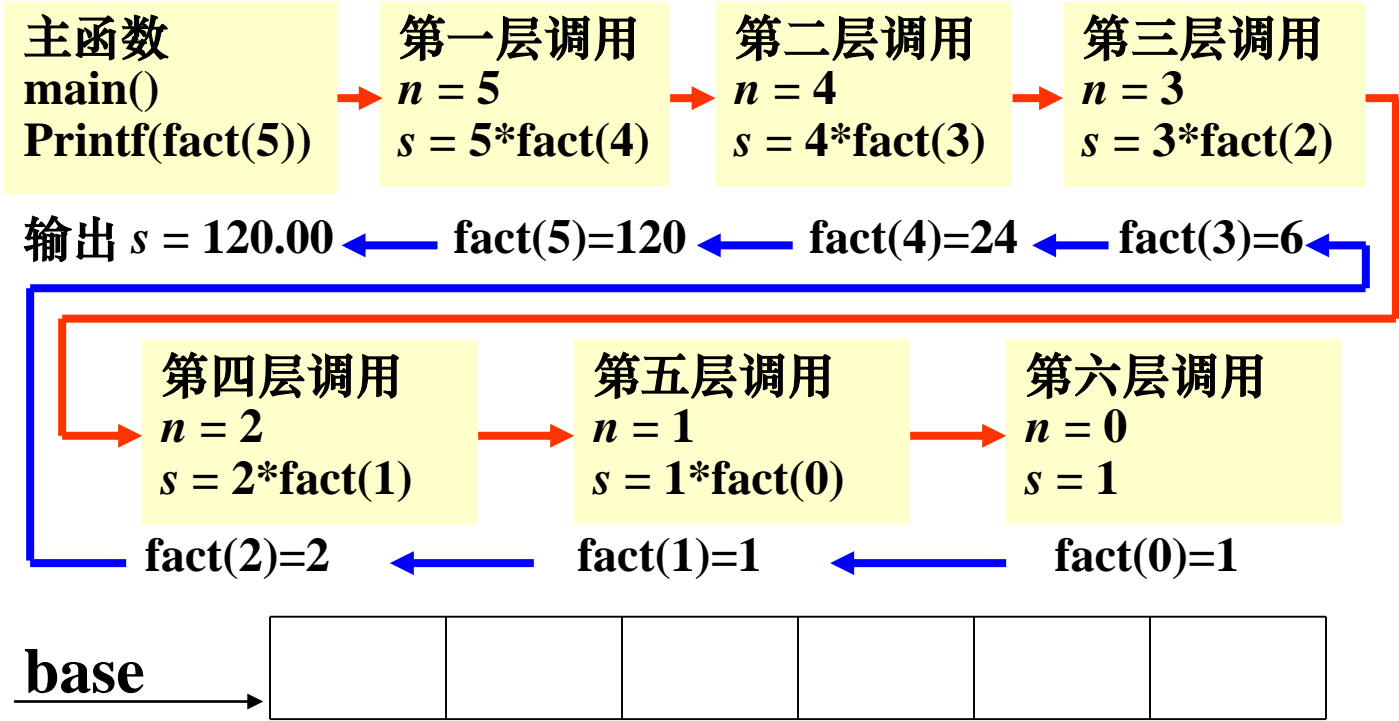 主函数
main()
Printf(fact(5))
第一层调用
n = 5
s = 5*fact(4)
第二层调用
n = 4
s = 4*fact(3)
第三层调用
n = 3
s = 3*fact(2)
输出 s = 120.00
fact(5)=120
fact(4)=24
fact(3)=6
第四层调用
n = 2
s = 2*fact(1)
第五层调用
n = 1
s = 1*fact(0)
第六层调用
n = 0
s = 1
fact(2)=2
fact(1)=1
fact(0)=1
base